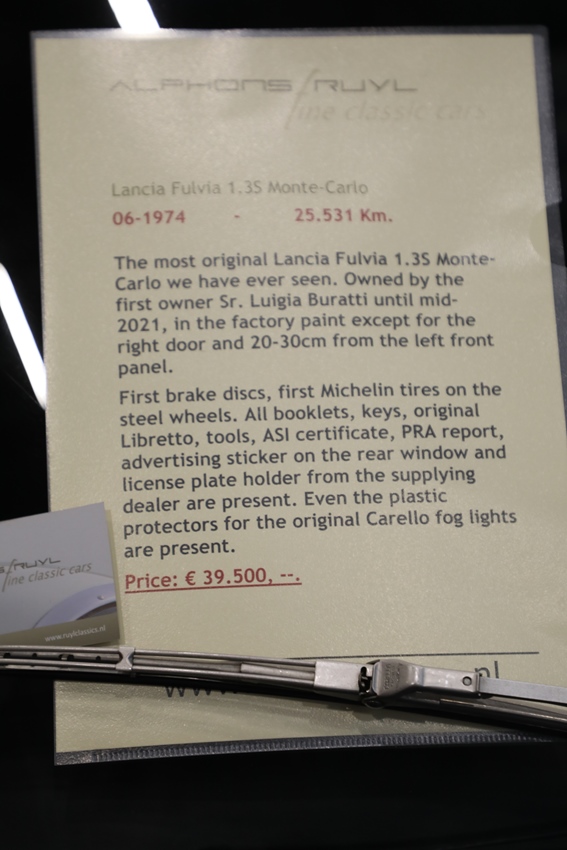 ALPHONS/RUYL
fine classic cars
Lancia Fulvia 1.3S Monte-Carlo
06-1974 - 25.531 Km.
The most original Lancia Fulvia 1.3S Monte-
Carlo we have ever seen. Owned by the
first owner Sr. Luigia Buratti until mid-
2021, in the factory paint except for the
right door and 20-30cm from the left front
panel.
First brake discs, first Michelin tires on the
steel wheels. All booklets, keys, original
Libretto, tools, ASI certificate, PRA report,
advertising sticker on the rear window and
license plate holder from the supplying
dealer are present. Even the plastic
protectors for the original Carello fog lights
are present.
Price: € 39.500, --.
S/RUYL
fine classic cars
www.ruylclassics.nl